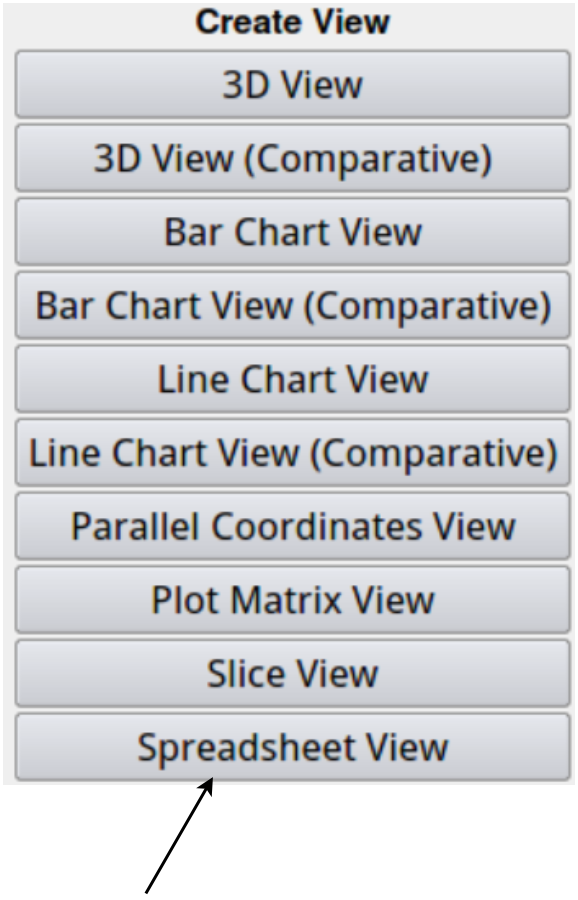 Create View
3D View
3D View (Comparative)
Bar Chart View
Bar Chart View (Comparative)
Line Chart View
Line Chart View (Comparative)
Parallel Coordinates View
Plot Matrix View
Slice View
Spreadsheet View